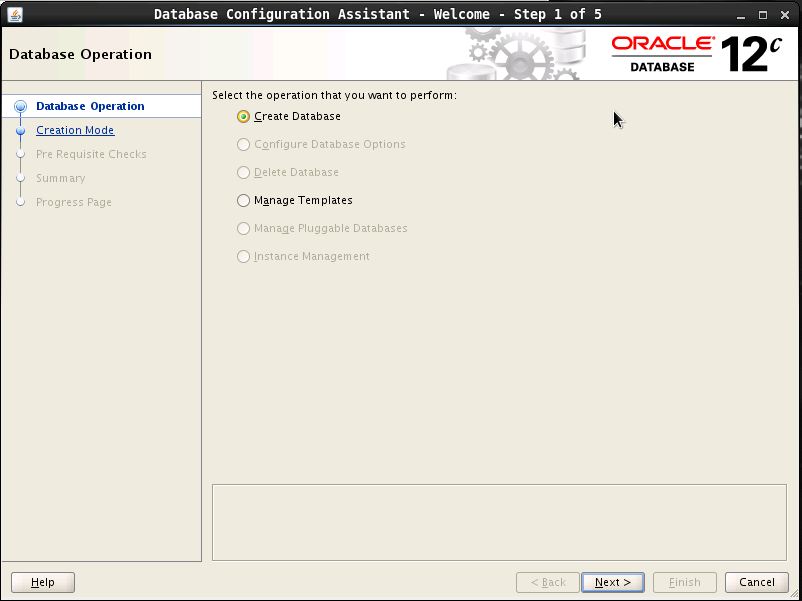 Database Configuration Assistant - Welcome - Step 1 of 5
Database Operation
ORACLE
DATABASE
12c
Database Operation
Creation Mode
Pre Requisite Checks
Summary
Progress Page
Select the operation that you want to perform:
Create Database
Configure Database Options
Delete Database
Manage Templates
Manage Pluggable Databases
Instance Management
Help
< Back
Next >
Finish
Cancel